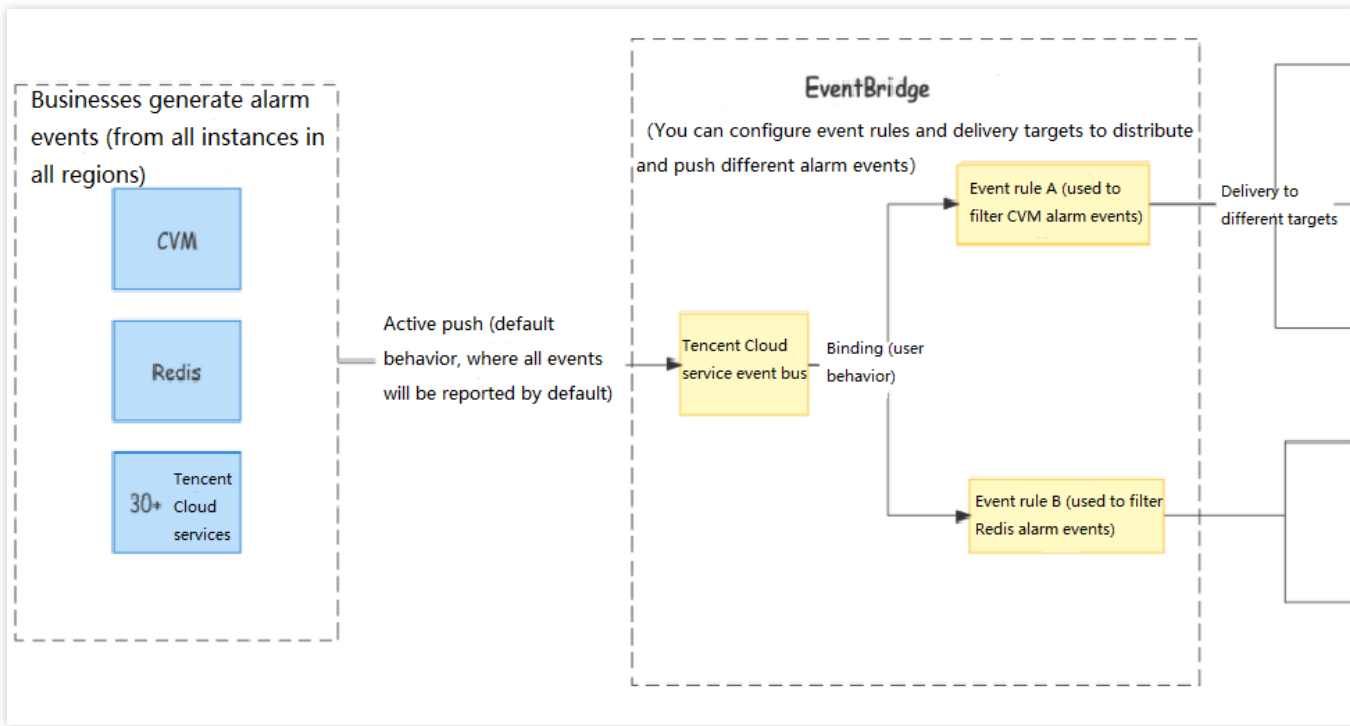 Businesses generate alarm
events (from all instances in
all regions)
CVM
Redis
30+
Tencent
Cloud
services
Active push (default
behavior, where all events
will be reported by default)
EventBridge
(You can configure event rules and delivery targets to distribute
and push different alarm events)
Tencent Cloud
service event bus
Binding (user
behavior)
Event rule A (used to
filter CVM alarm events)
Event rule B (used to filter
Redis alarm events)
Delivery to
different targets